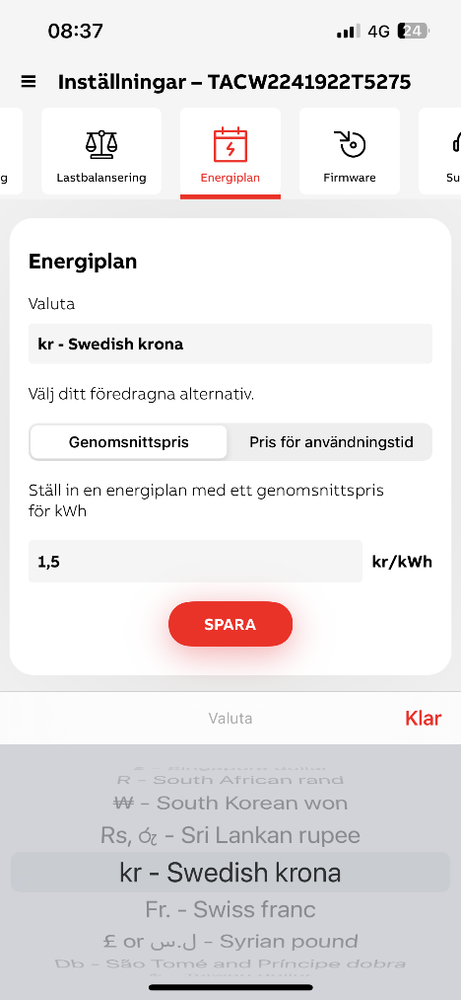 08:37
4G 24
Inställningar – TACW2241922T5275
g
Lastbalansering
Energiplan
Firmware
Su
Energiplan
Valuta
kr - Swedish krona
Välj ditt föredragna alternativ.
Genomsnittspris
Pris för användningstid
Ställ in en energiplan med ett genomsnittspris
för kWh
1,5
kr/kWh
SPARA
Valuta
Klar
R - South African rand
₩ - South Korean won
Rs, රු - Sri Lankan rupee
kr - Swedish krona
Fr. - Swiss franc
£ or ل.س - Syrian pound
Db - São Tomé and Príncipe dobra